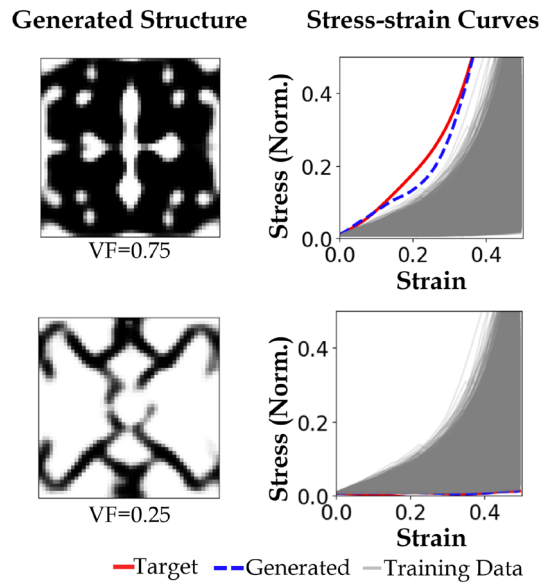 Generated Structure
Stress-strain Curves
VF=0.75
Stress (Norm.)
0.4
0.2
0.0
0.0
0.2
0.4
Strain
VF=0.25
Stress (Norm.)
0.4
0.2
0.0
0.0
0.2
0.4
Strain
Target
Generated
Training Data